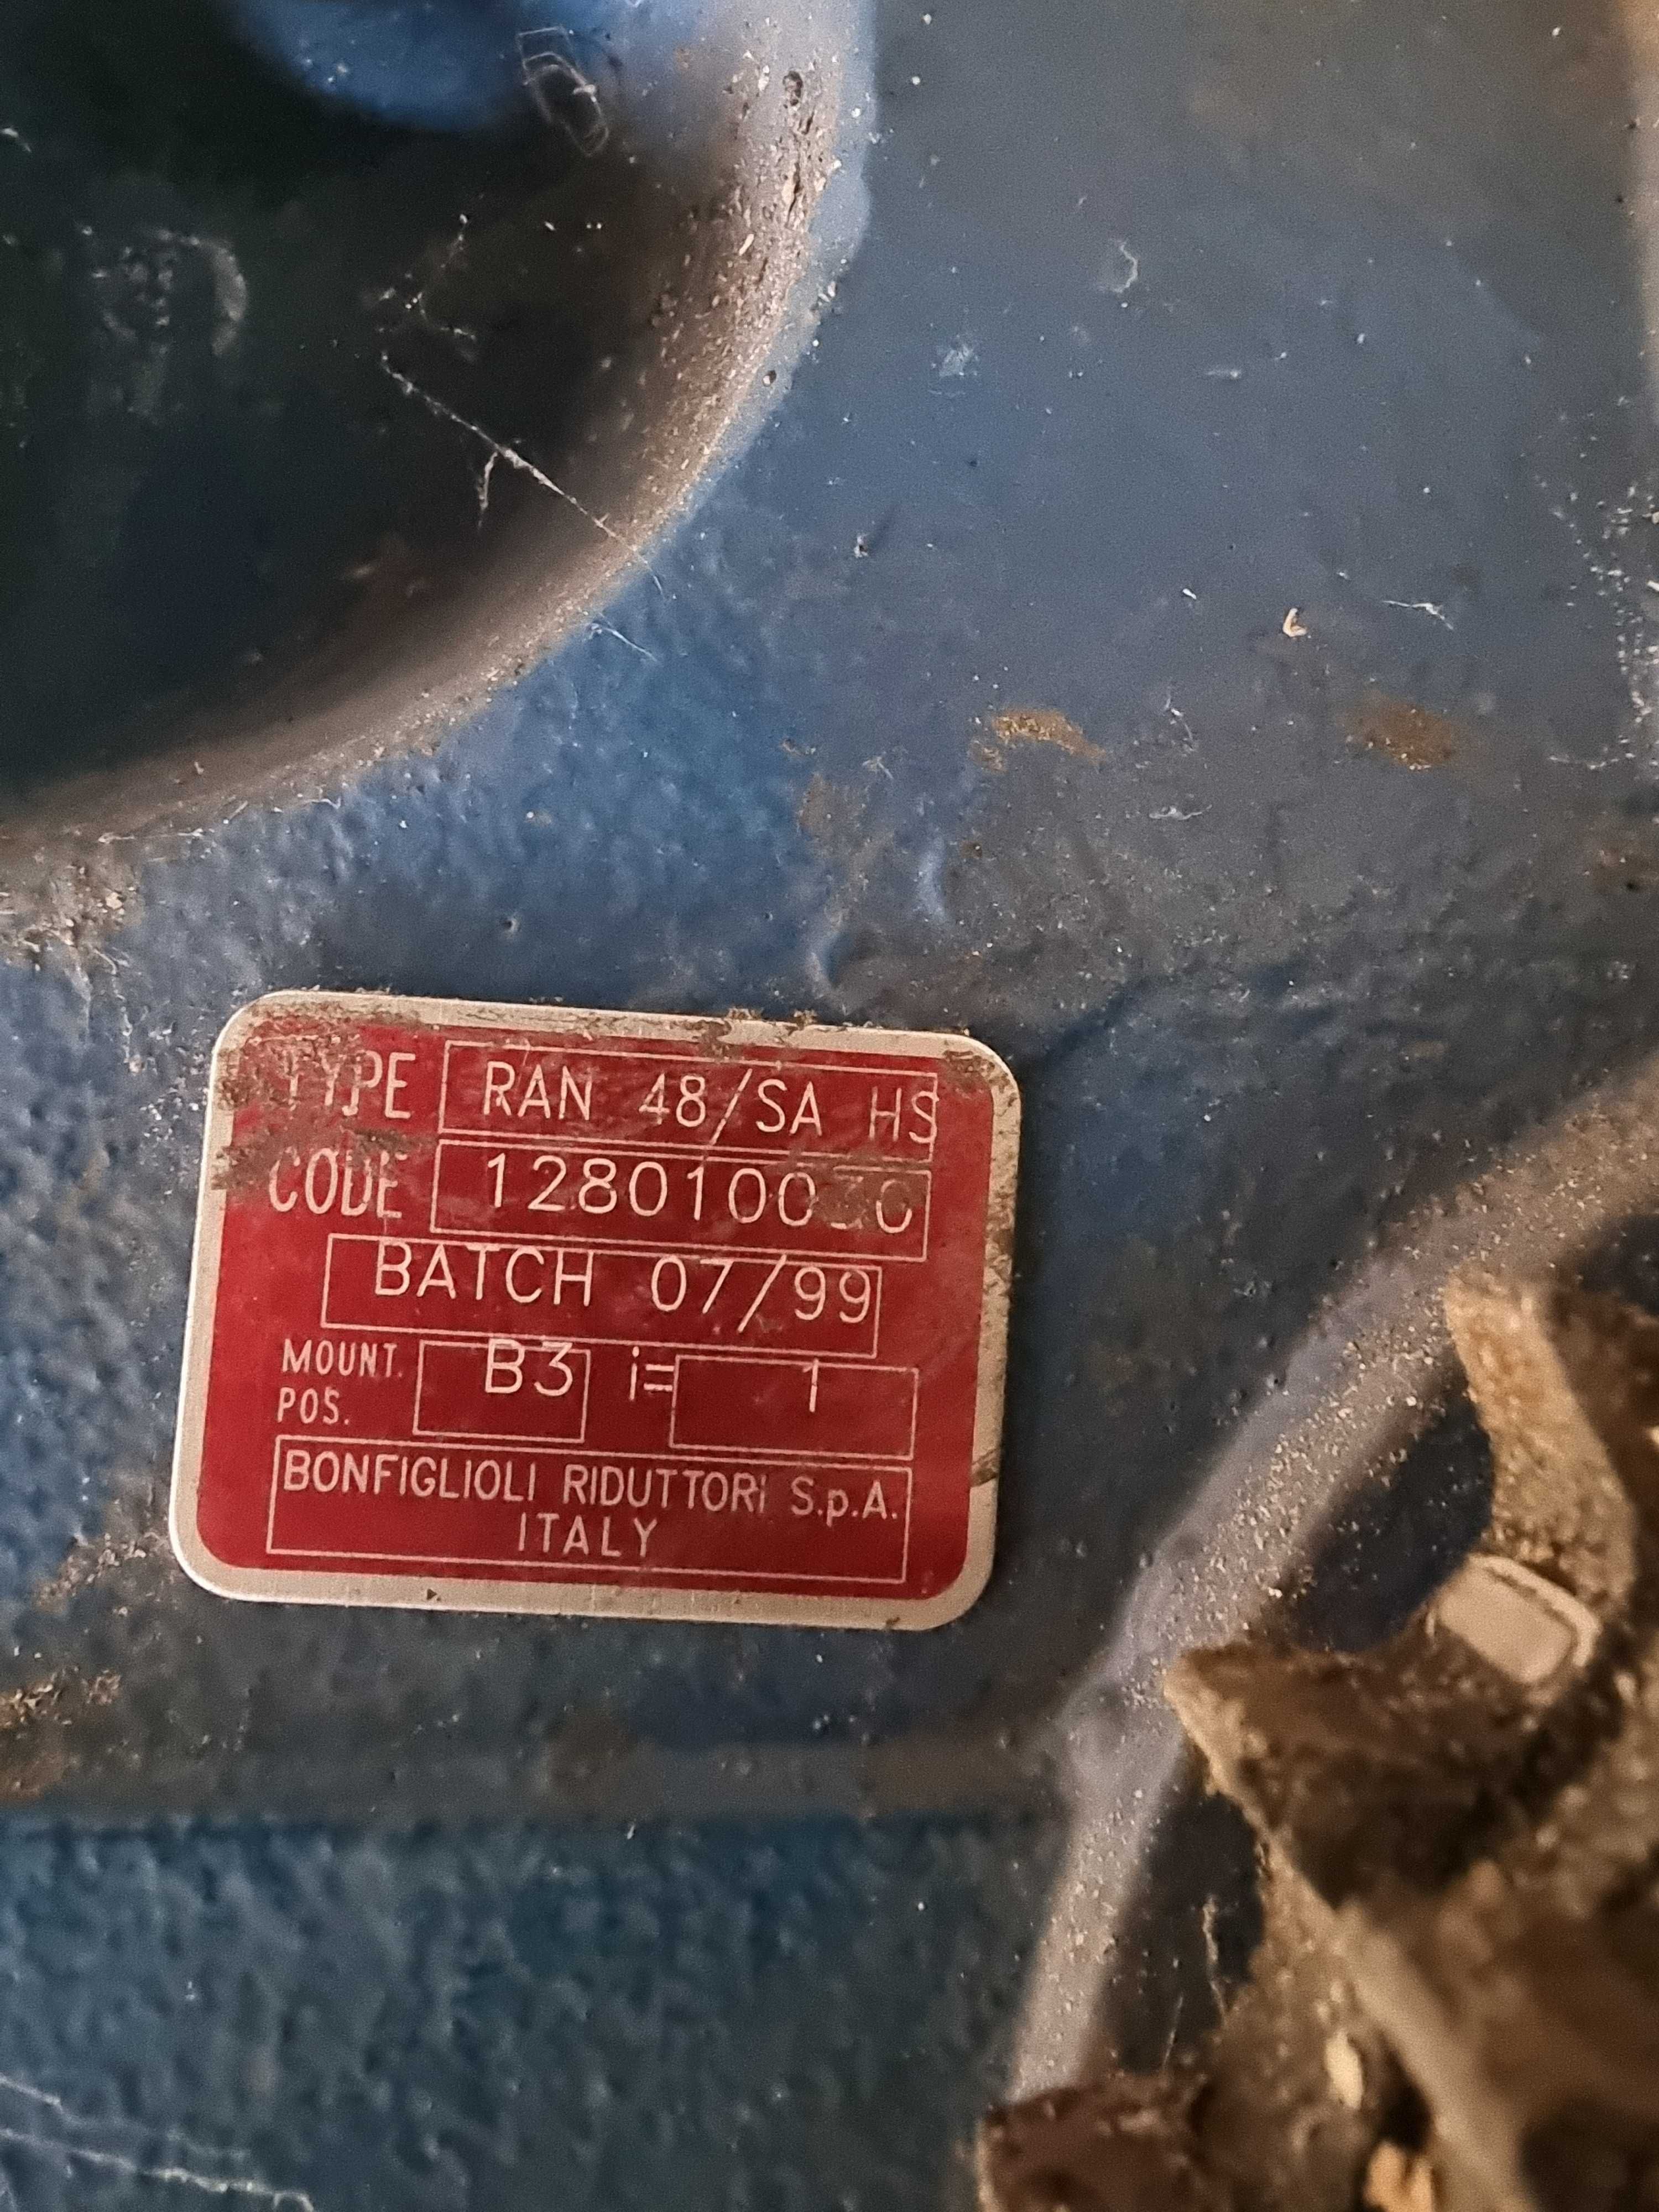 TYPE RAN 48/SA HS
CODE
BATCH 07/99
MOUNT. POS. B3 i= 1
BONFIGLIOLI RIDUTTORI S.p.A.
ITALY